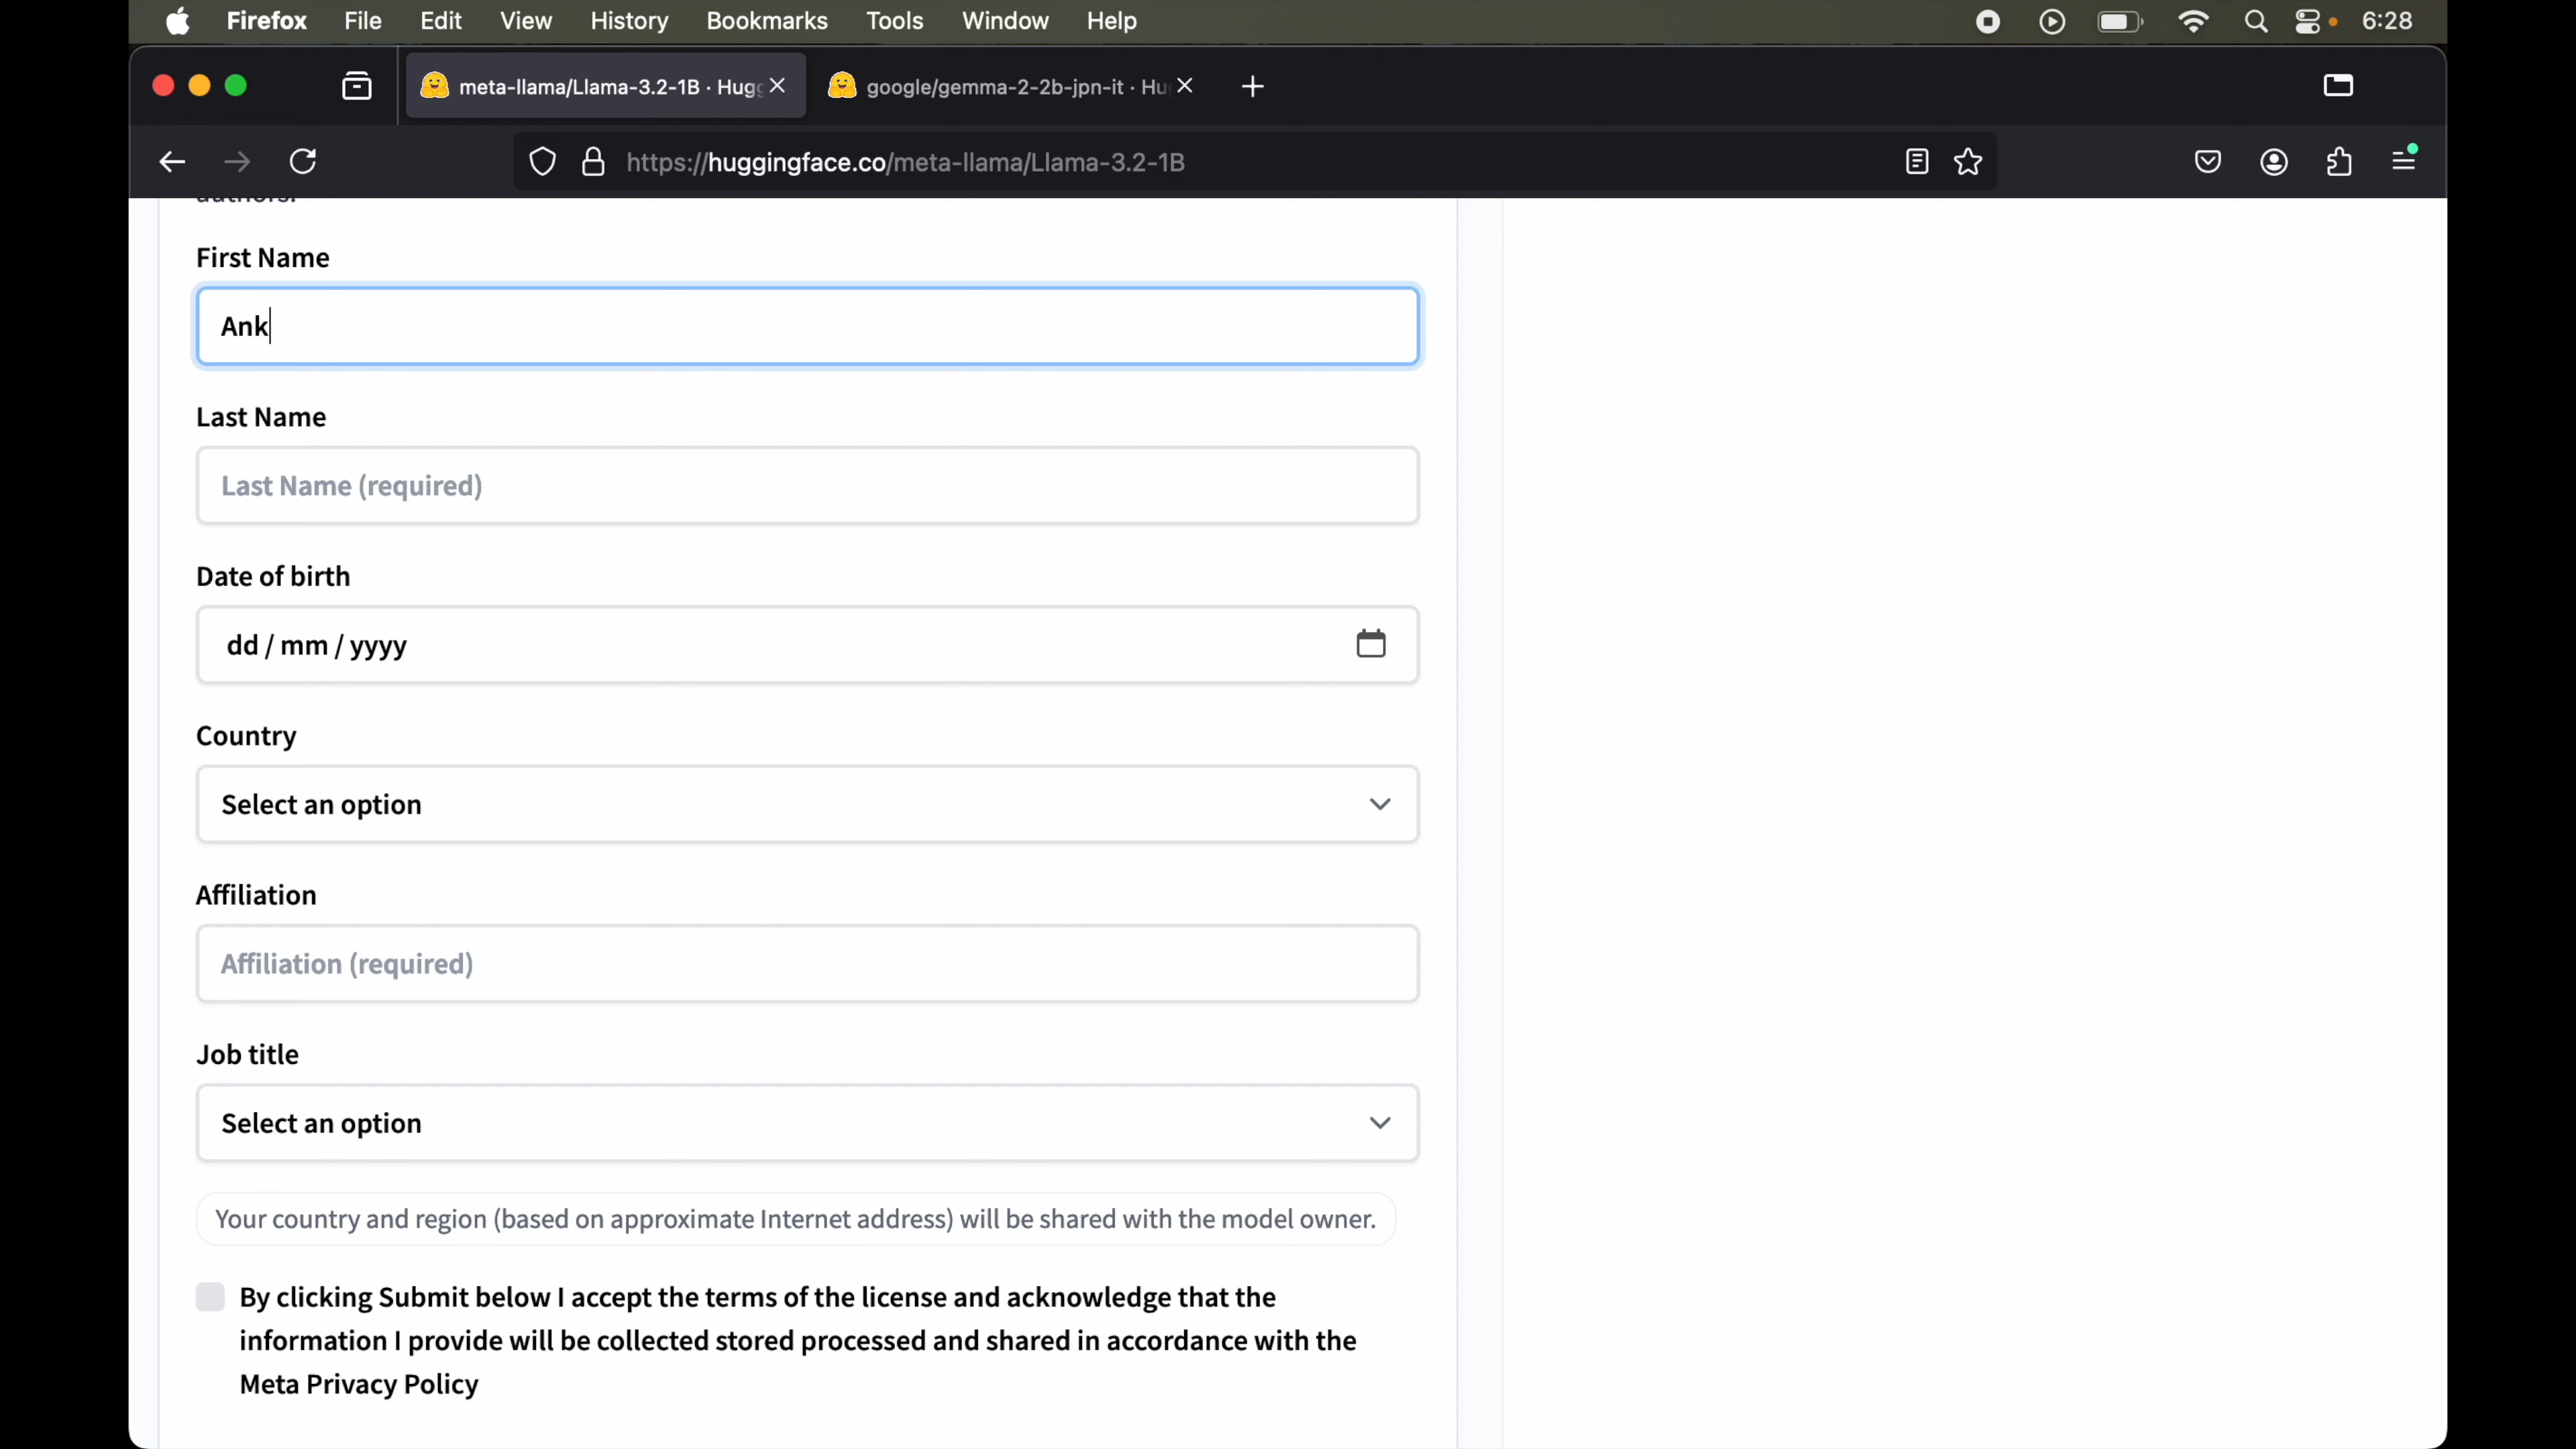 Firefox File Edit View History Bookmarks Tools Window Help 6:28
meta-llama/Llama-3.2-1B · Hugg google/gemma-2-2b-jpn-it · Hu
https://huggingface.co/meta-llama/Llama-3.2-1B
authors.
First Name
Ank
Last Name
Last Name (required)
Date of birth
dd / mm / yyyy
Country
Select an option
Affiliation
Affiliation (required)
Job title
Select an option
Your country and region (based on approximate Internet address) will be shared with the model owner.
By clicking Submit below I accept the terms of the license and acknowledge that the
information I provide will be collected stored processed and shared in accordance with the
Meta Privacy Policy